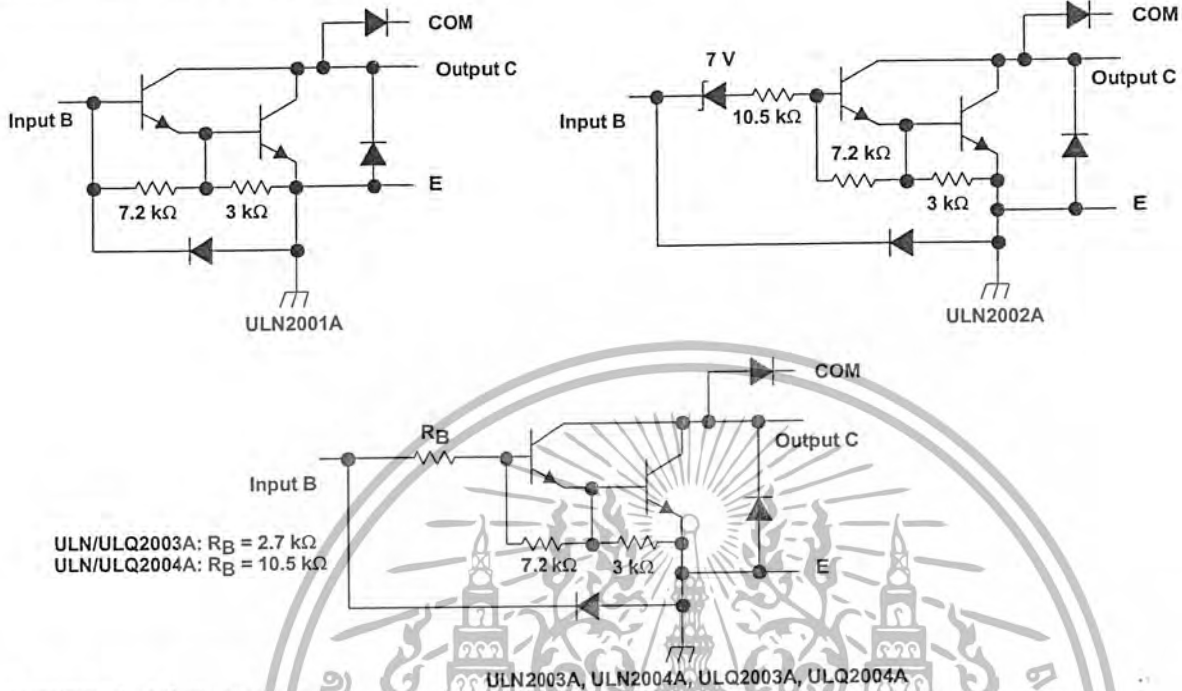 COM
Output C
Input B
7.2 kΩ
3 kΩ
E
ULN2001A
COM
7 V
Output C
Input B
10.5 kΩ
7.2 kΩ
3 kΩ
E
ULN2002A
COM
RB
Output C
Input B
ULN/ULQ2003A: RB = 2.7 kΩ
ULN/ULQ2004A: RB = 10.5 kΩ
7.2 kΩ
3 kΩ
E
ULN2003A, ULN2004A, ULQ2003A, ULQ2004A